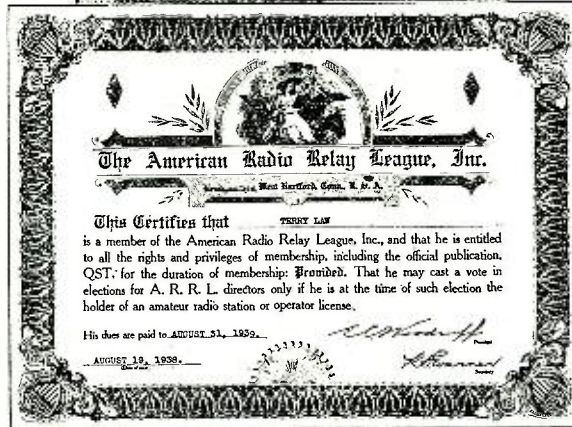 The American Radio Relay League, Inc.
West Hartford, Conn., U. S. A.
This Certifies that TERRY LAW
is a member of the American Radio Relay League, Inc., and that he is entitled
to all the rights and privileges of membership, including the official publication,
QST, for the duration of membership: Provided, That he may cast a vote in
elections for A. R. R. L. directors only if he is at the time of such election the
holder of an amateur radio station or operator license.
His dues are paid to AUGUST 31, 1939.
President
AUGUST 19, 1938.
Secretary